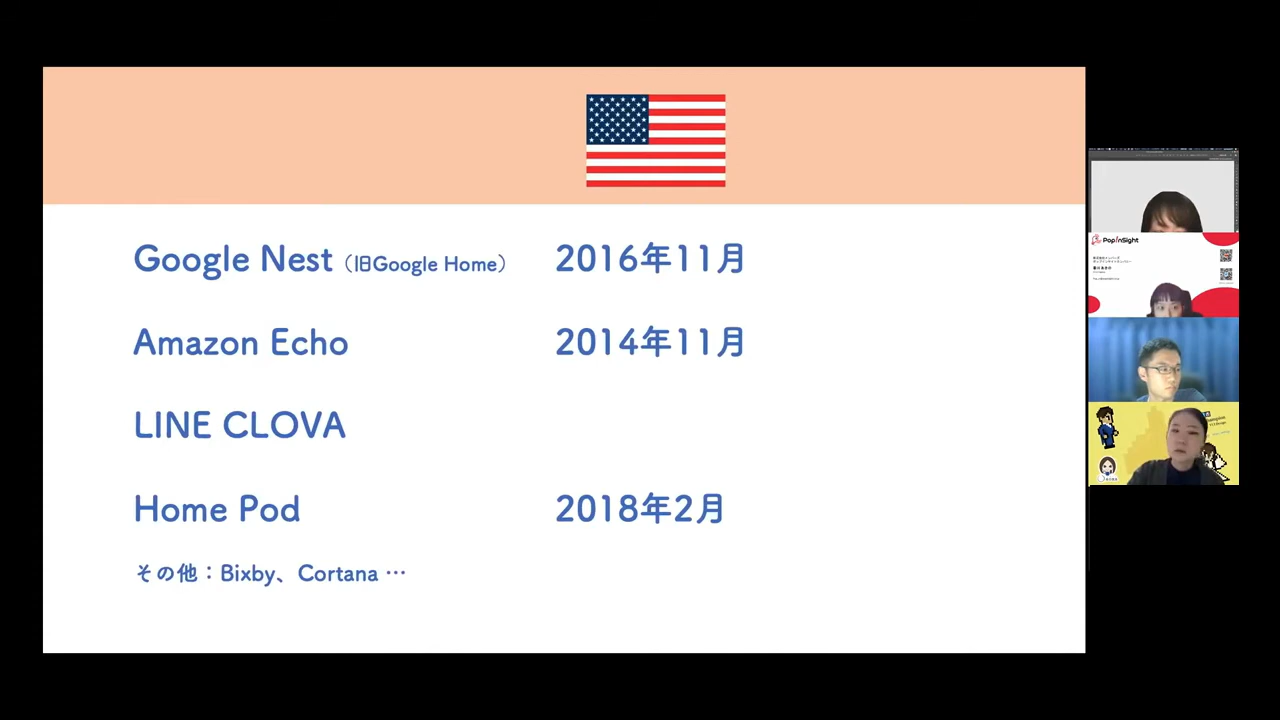 Google Nest（旧Google Home） 2016年11月
Amazon Echo 2014年11月
LINE CLOVA
Home Pod 2018年2月
その他：Bixby、Cortana …
PopInSight